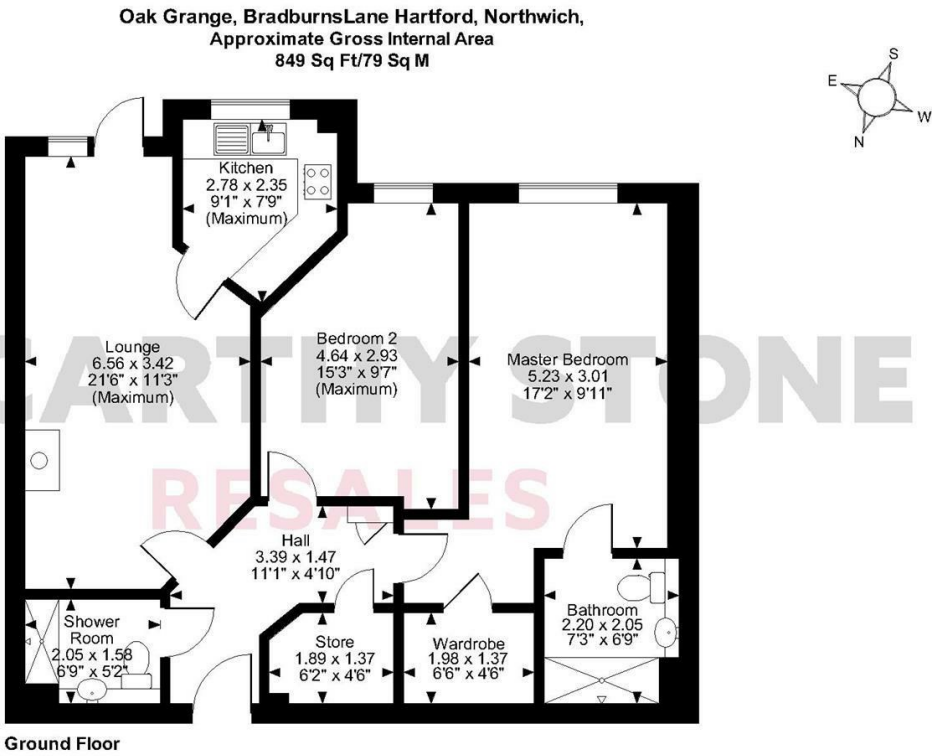 Oak Grange, BradburnsLane Hartford, Northwich,
Approximate Gross Internal Area
849 Sq Ft/79 Sq M
S
E
W
N
Kitchen
2.78 x 2.35
9'1" x 7'9"
(Maximum)
Lounge
6.56 x 3.42
21'6" x 11'3"
(Maximum)
Bedroom 2
4.64 x 2.93
15'3" x 9'7"
(Maximum)
Master Bedroom
5.23 x 3.01
17'2" x 9'11"
CARTHY STONE
RESALES
Hall
3.39 x 1.47
11'1" x 4'10"
Shower
Room
2.05 x 1.58
6'9" x 5'2"
Store
1.89 x 1.37
6'2" x 4'6"
Wardrobe
1.98 x 1.37
6'6" x 4'6"
Bathroom
2.20 x 2.05
7'3" x 6'9"
Ground Floor